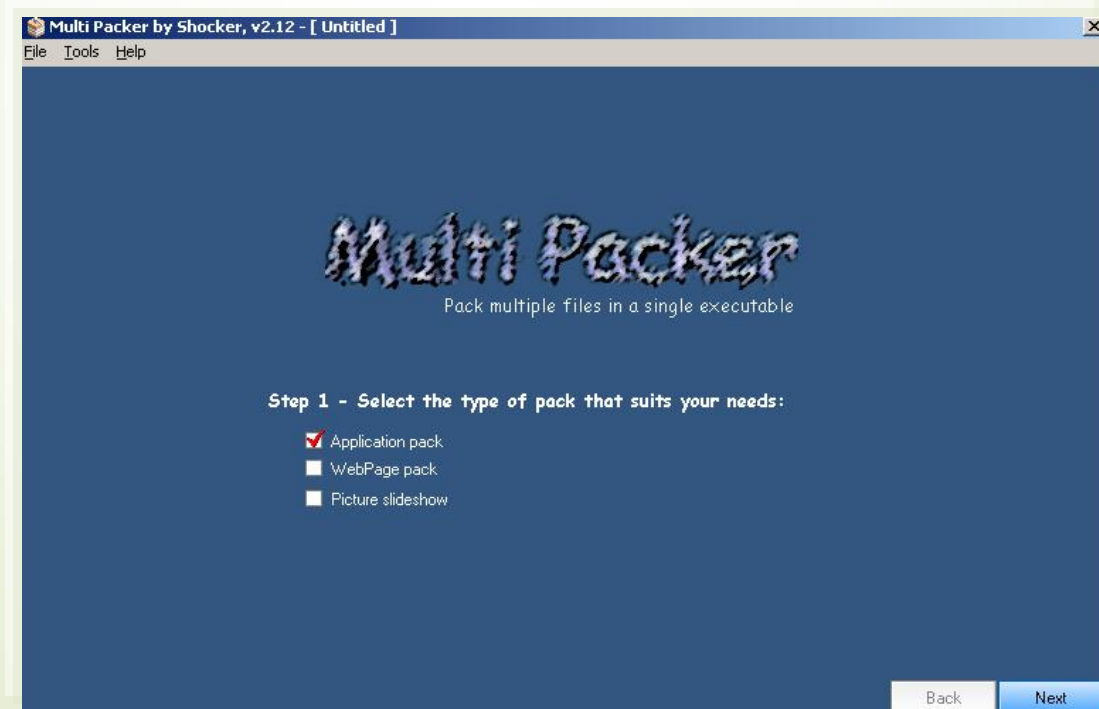 Multi Packer by Shocker, v2.12 - [ Untitled ]
File Tools Help
Multi Packer
Pack multiple files in a single executable
Step 1 - Select the type of pack that suits your needs:
Application pack
WebPage pack
Picture slideshow
Back Next